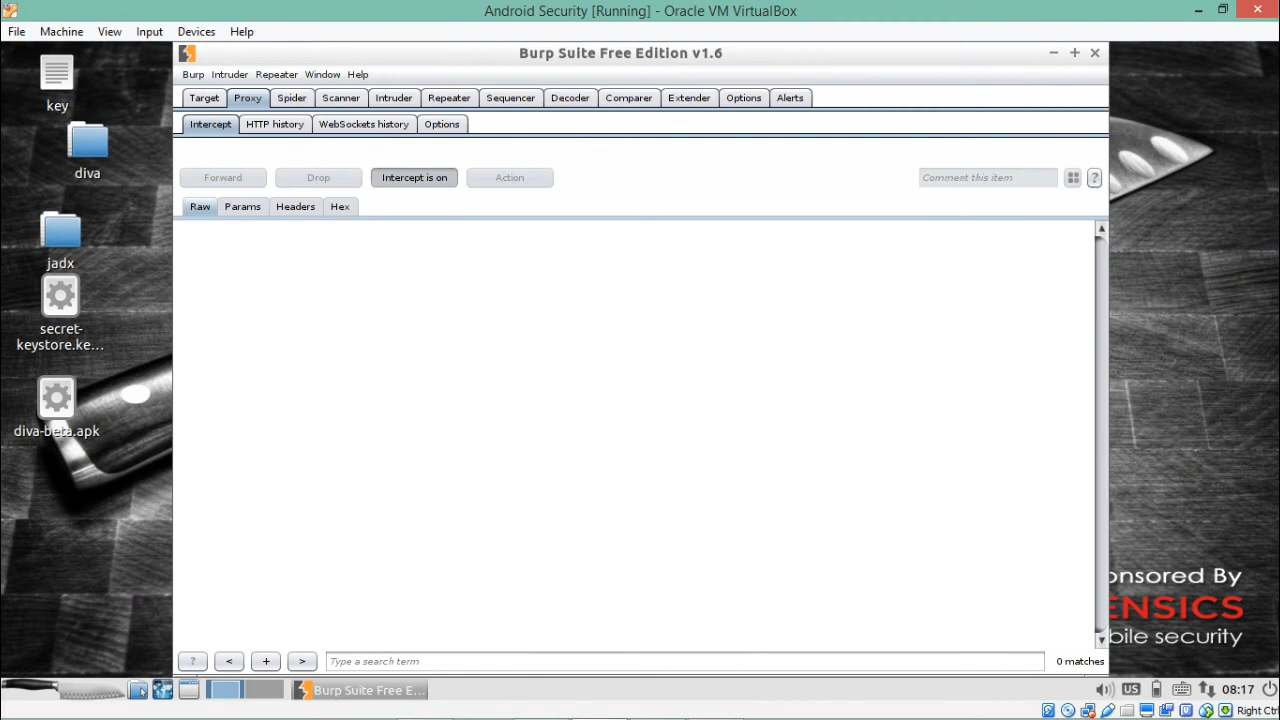 Android Security [Running] - Oracle VM VirtualBox
File Machine View Input Devices Help
key
diva
jadx
secret-
keystore.ke...
diva-beta.apk
Burp Suite Free Edition v1.6
Burp Intruder Repeater Window Help
Target Proxy Spider Scanner Intruder Repeater Sequencer Decoder Comparer Extender Options Alerts
Intercept HTTP history WebSockets history Options
Forward Drop Intercept is on Action Comment this item ?
Raw Params Headers Hex
? < + > Type a search term 0 matches
onsored By
ENSICS
bile security
Burp Suite Free E... US 08:17
Right Ctrl